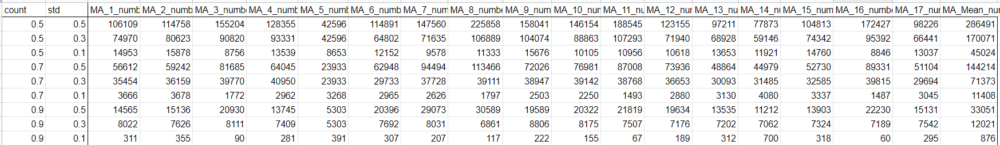 count std MA_1_numb MA_2_numb MA_3_numbe MA_4_numb MA_5_numb MA_6_numb MA_7_num MA_8_numbe MA_9_num MA_10_num MA_11_nu MA_12_nur MA_13_nu MA_14_nu MA_15_num MA_16_numbe MA_17_nur MA_Mean_nu
0.5 0.5 106109 114758 155204 128355 42596 114891 147560 225858 158041 146154 188545 123155 97211 77873 104813 172427 98226 286491
0.5 0.3 74970 80623 90820 93331 42596 64802 71635 106889 104074 88863 107293 71940 68928 59146 74342 95392 66441 170071
0.5 0.1 14953 15878 8756 13539 8653 12152 9578 11333 15676 10105 10956 10618 13653 11921 14760 8846 13037 45024
0.7 0.5 56612 59242 81685 64045 23933 62948 94494 113466 72026 76981 87008 73936 48864 44979 52730 89331 51104 144214
0.7 0.3 35454 36159 39770 40950 23933 29733 37728 39111 38947 39142 38768 36653 30093 31485 32585 39815 29694 71373
0.7 0.1 3666 3678 1772 2962 3268 2965 2626 1797 2503 2250 1493 2880 3130 4080 3337 1487 3045 11408
0.9 0.5 14565 15136 20930 13745 5303 20396 29073 30589 19589 20322 21819 19634 13535 11212 13903 22230 15131 33051
0.9 0.3 8022 7626 8111 7409 5303 7692 8031 6861 8806 8175 7507 7176 7202 7062 7324 7189 7542 12021
0.9 0.1 311 355 90 281 391 307 207 117 222 155 67 189 312 700 318 60 295 876